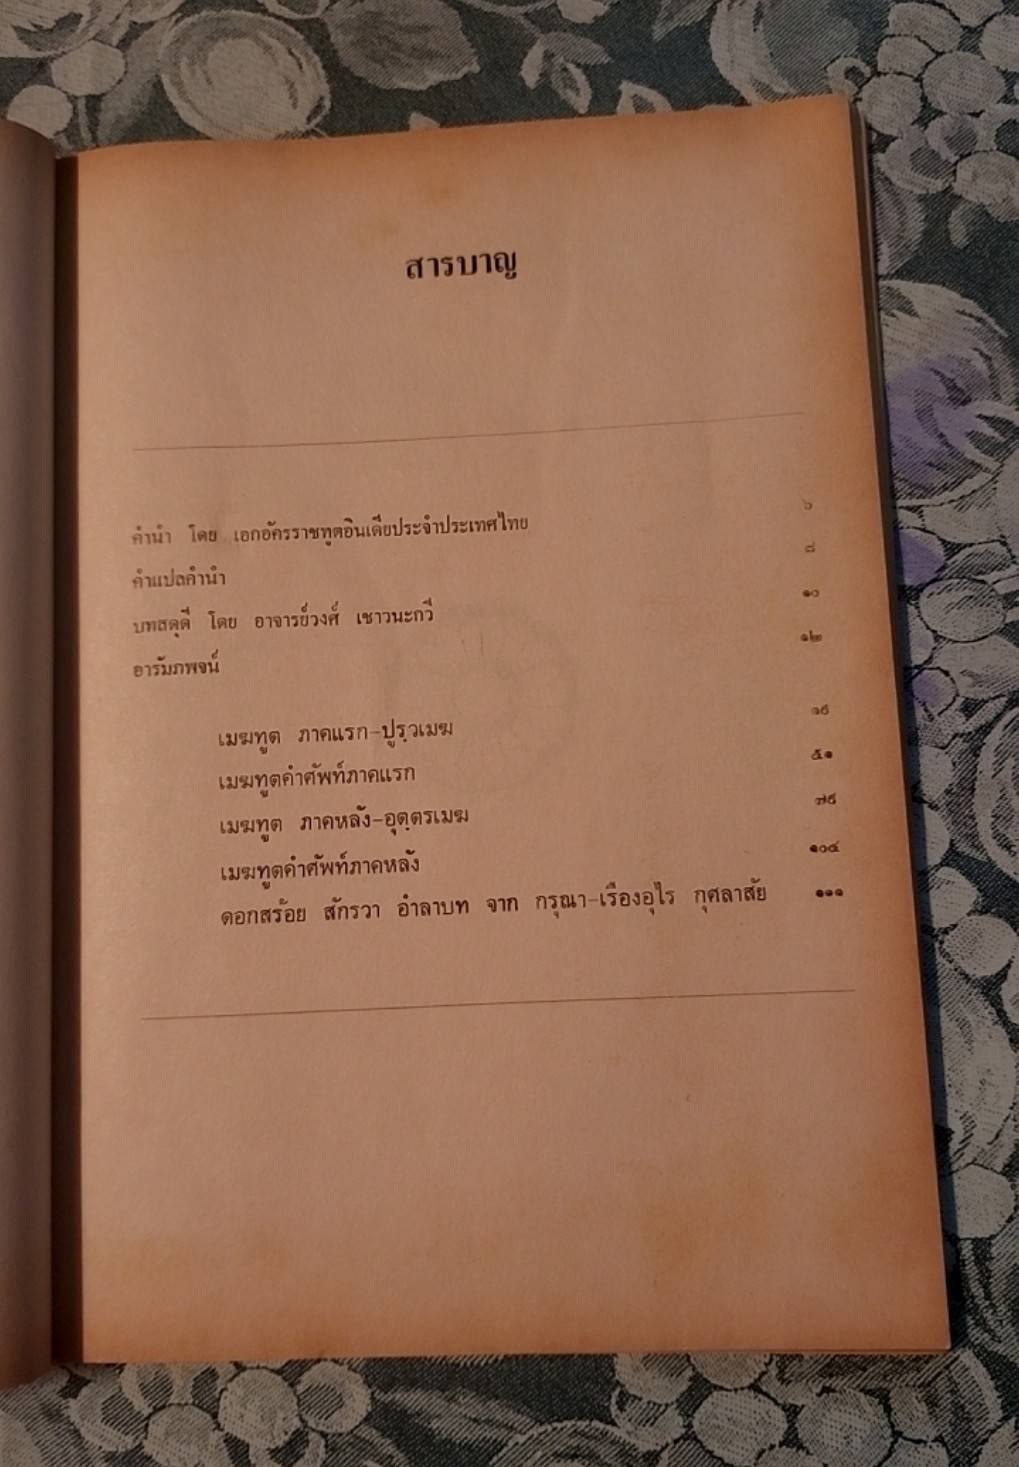 สารบาญ
คำนำ โดย เอกอัครราชทูตอินเดียประจำประเทศไทย ๖
คำแปลคำนำ ๘
บทสดุดี โดย อาจารย์วงศ์ เชาวนะกวี ๑๐
อารัมภพจน์ ๑๒
เมฆทูต ภาคแรก-ปูรฺวเมฆ ๑๕
เมฆทูตคำศัพท์ภาคแรก ๕๑
เมฆทูต ภาคหลัง-อุตฺตรเมฆ ๗๕
เมฆทูตคำศัพท์ภาคหลัง ๑๐๔
ดอกสร้อย สักรวา อำลาบท จาก กรุณา-เรืองอุไร กุศลาสัย ๑๑๑